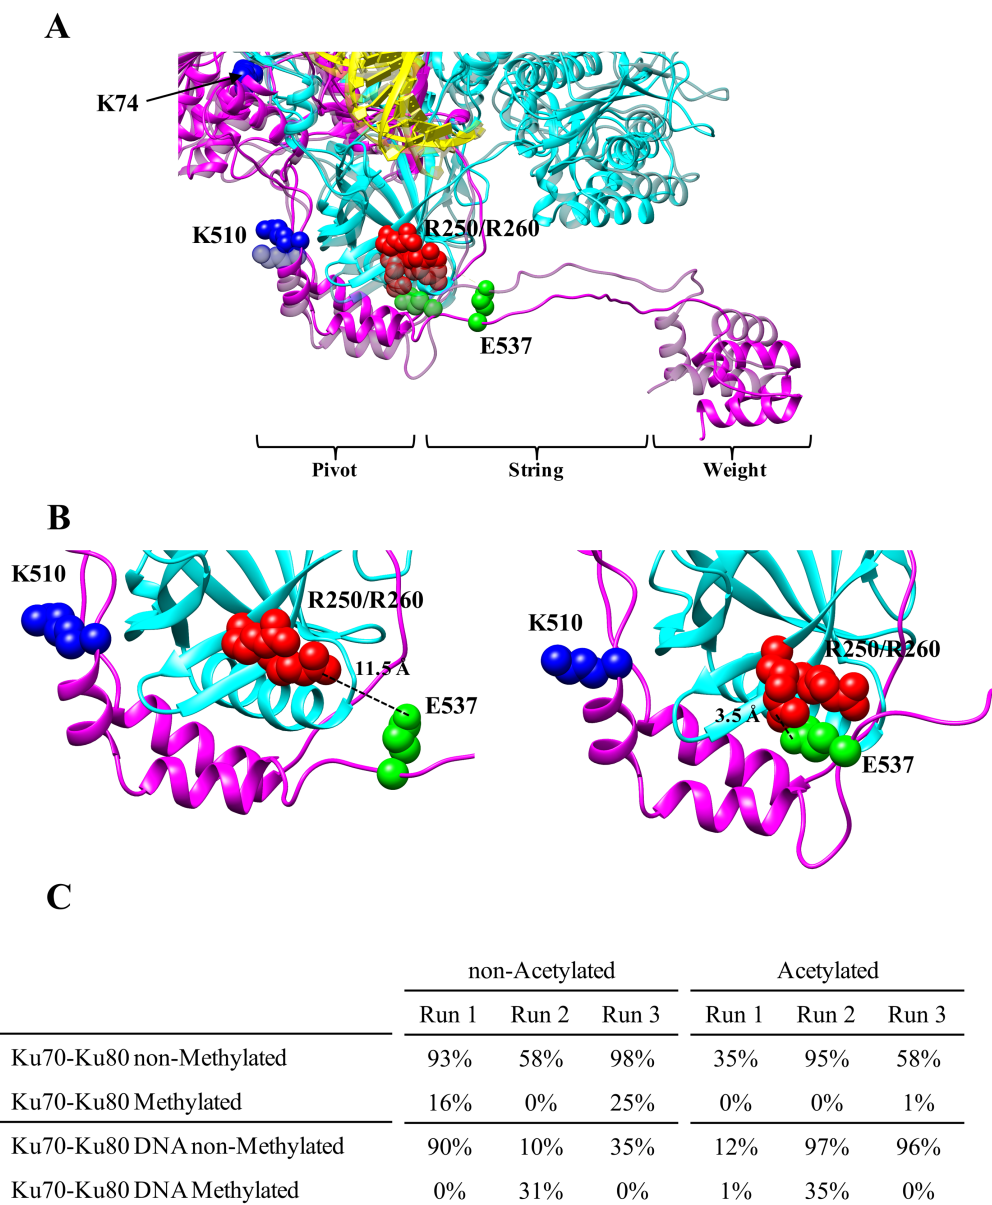 A
K74
K510
R250/R260
E537
Pivot String Weight
B
K510
R250/R260
11.5 A
E537
K510
R250/R260
3.5 Å
E537
C
non-Acetylated Acetylated
Run 1 Run 2 Run 3 Run 1 Run 2 Run 3
Ku70-Ku80 non-Methylated 93% 58% 98% 35% 95% 58%
Ku70-Ku80 Methylated 16% 0% 25% 0% 0% 1%
Ku70-Ku80 DNA non-Methylated 90% 10% 35% 12% 97% 96%
Ku70-Ku80 DNA Methylated 0% 31% 0% 1% 35% 0%